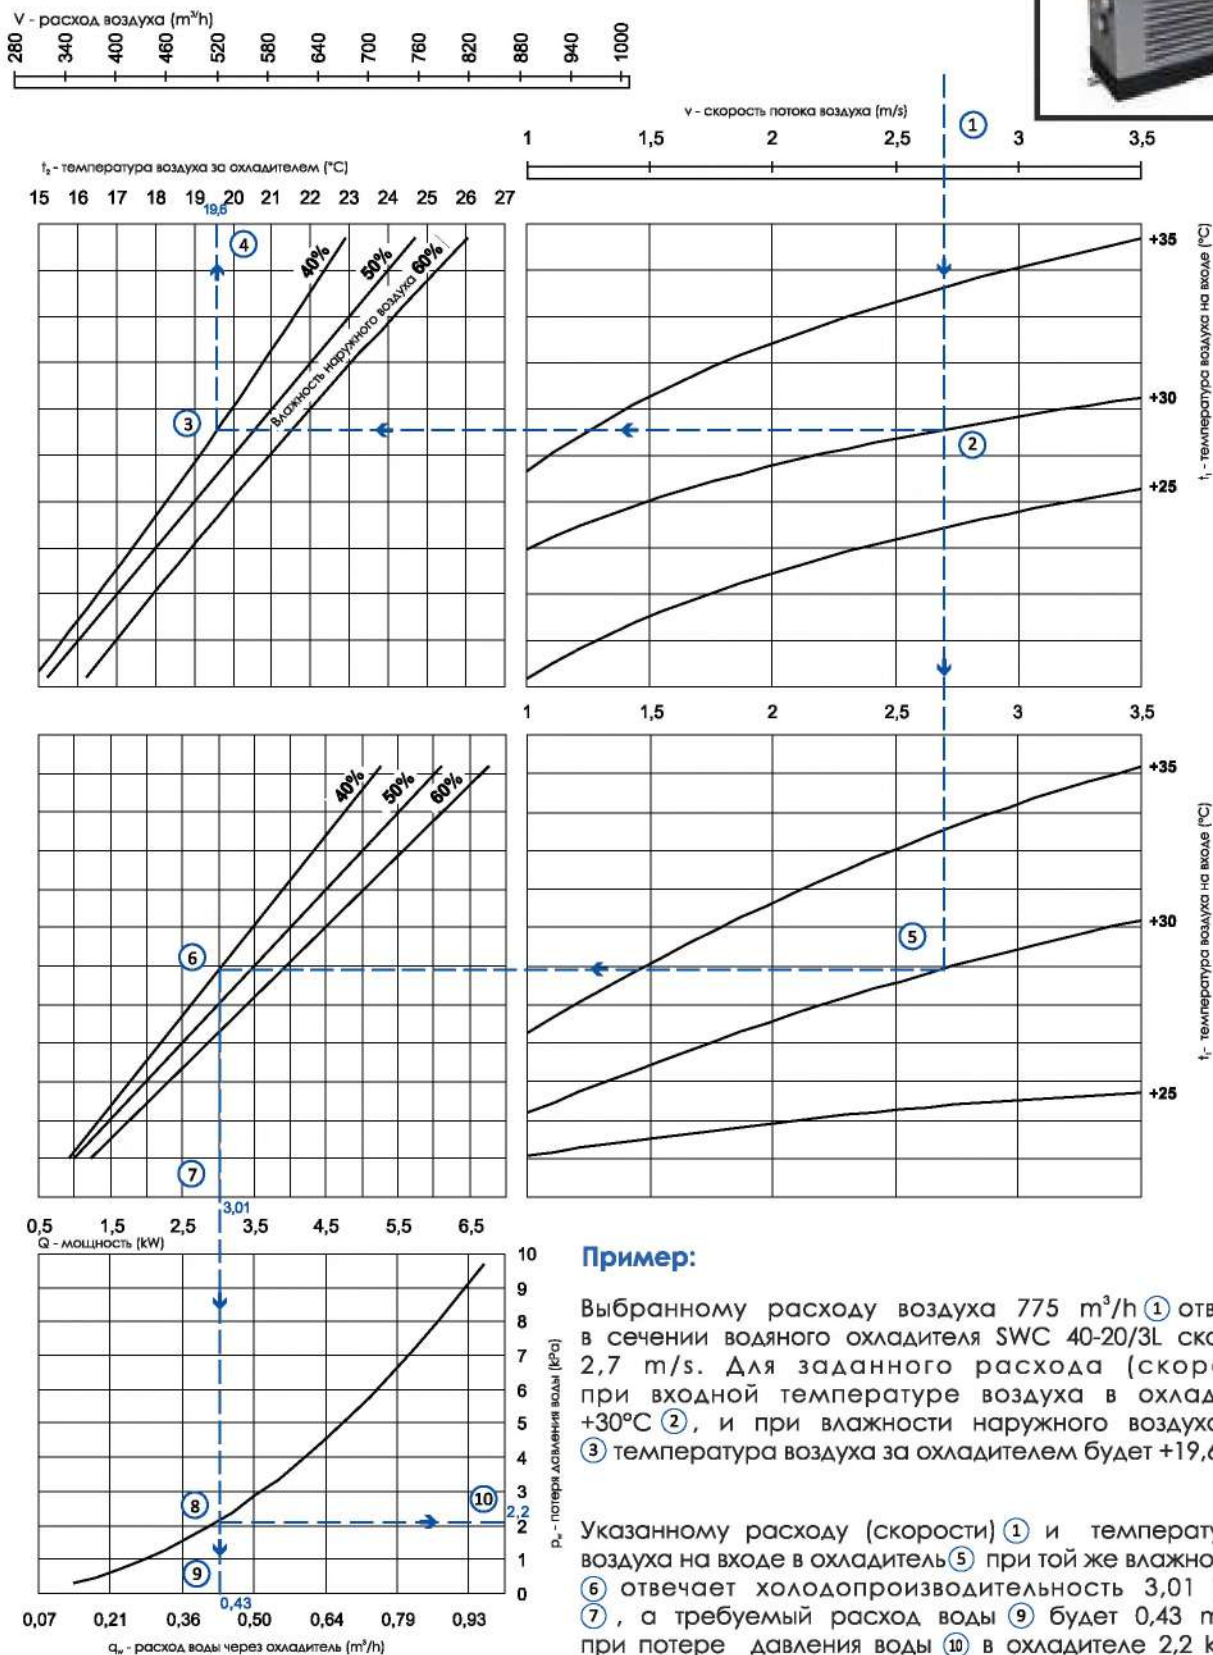 V - расход воздуха (m³/h)
280 340 400 460 520 580 640 700 760 820 880 940 1000
v - скорость потока воздуха (m/s)
1
1 1,5 2 2,5 3 3,5
t₂ - температура воздуха за охладителем (°C)
15 16 17 18 19 20 21 22 23 24 25 26 27
19,6
4
40%
50%
60%
Влажность наружного воздуха
3
2
+35
+30
+25
t₁ - температура воздуха на входе (°C)
1 1,5 2 2,5 3 3,5
40%
50%
60%
6
5
7
+35
+30
+25
t₁- температура воздуха на входе (°C)
3,01
0,5 1,5 2,5 3,5 4,5 5,5 6,5
Q - мощность (kW)
10
9
8
7
6
5
4
3
2
1
0
8
10
2,2
9
0,43
pw - потеря давления воды (kPa)
0,07 0,21 0,36 0,50 0,64 0,79 0,93
qw - расход воды через охладитель (m³/h)
Пример:
Выбранному расходу воздуха 775 m³/h ① отв
в сечении водяного охладителя SWC 40-20/3L ско
2,7 m/s. Для заданного расхода (скоро
при входной температуре воздуха в охлад
+30°C ②, и при влажности наружного воздуха
③ температура воздуха за охладителем будет +19,6
Указанному расходу (скорости) ① и температу
воздуха на входе в охладитель ⑤ при той же влажно
⑥ отвечает холодопроизводительность 3,01
⑦, а требуемый расход воды ⑨ будет 0,43 m
при потере давления воды ⑩ в охладителе 2,2 k